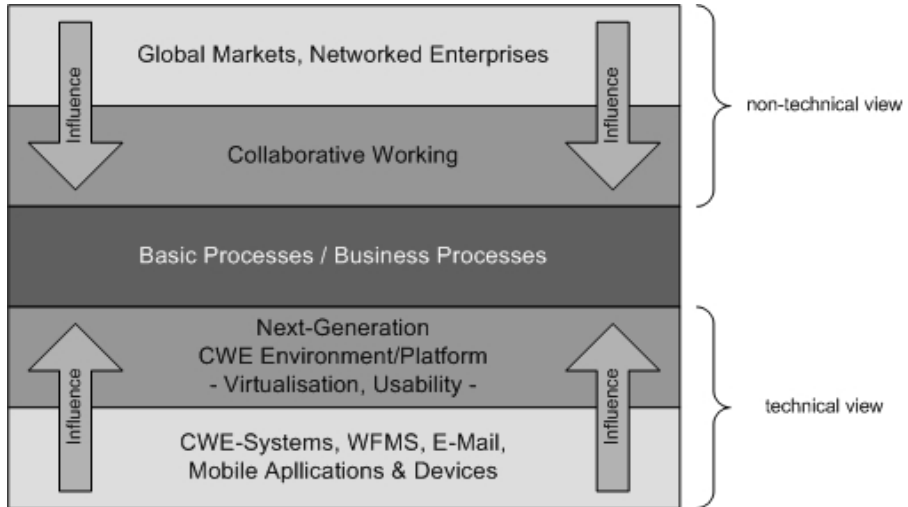 Global Markets, Networked Enterprises
Influence
Influence
non-technical view
Collaborative Working
Basic Processes / Business Processes
Next-Generation
CWE Environment/Platform
- Virtualisation, Usability -
Influence
Influence
technical view
CWE-Systems, WFMS, E-Mail,
Mobile Apllications & Devices